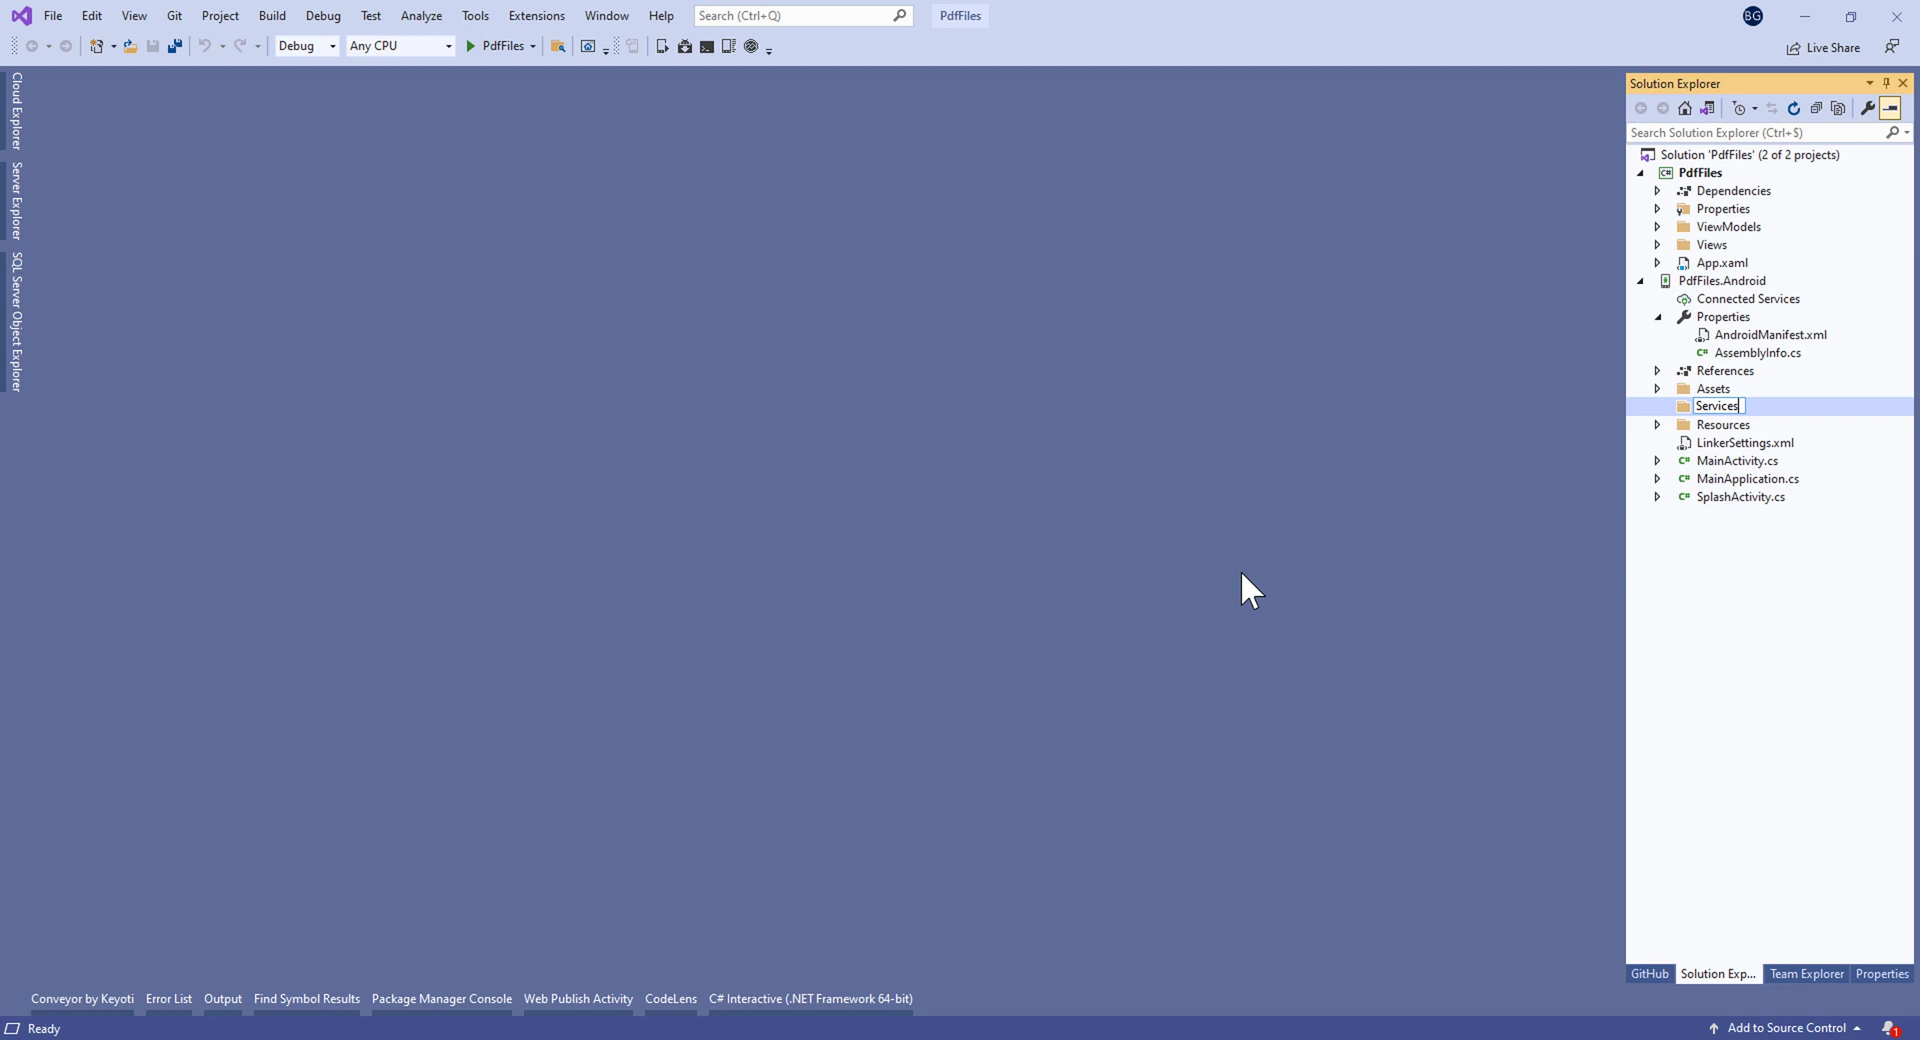 File Edit View Git Project Build Debug Test Analyze Tools Extensions Window Help Search (Ctrl+Q) PdfFiles BG
Debug Any CPU PdfFiles Live Share
Cloud Explorer
Server Explorer
SQL Server Object Explorer
Solution Explorer
Search Solution Explorer (Ctrl+$)
Solution 'PdfFiles' (2 of 2 projects)
C# PdfFiles
Dependencies
Properties
ViewModels
Views
App.xaml
PdfFiles.Android
Connected Services
Properties
AndroidManifest.xml
C# AssemblyInfo.cs
References
Assets
Services
Resources
LinkerSettings.xml
C# MainActivity.cs
C# MainApplication.cs
C# SplashActivity.cs
GitHub Solution Exp... Team Explorer Properties
Conveyor by Keyoti Error List Output Find Symbol Results Package Manager Console Web Publish Activity CodeLens C# Interactive (.NET Framework 64-bit)
Ready Add to Source Control 1